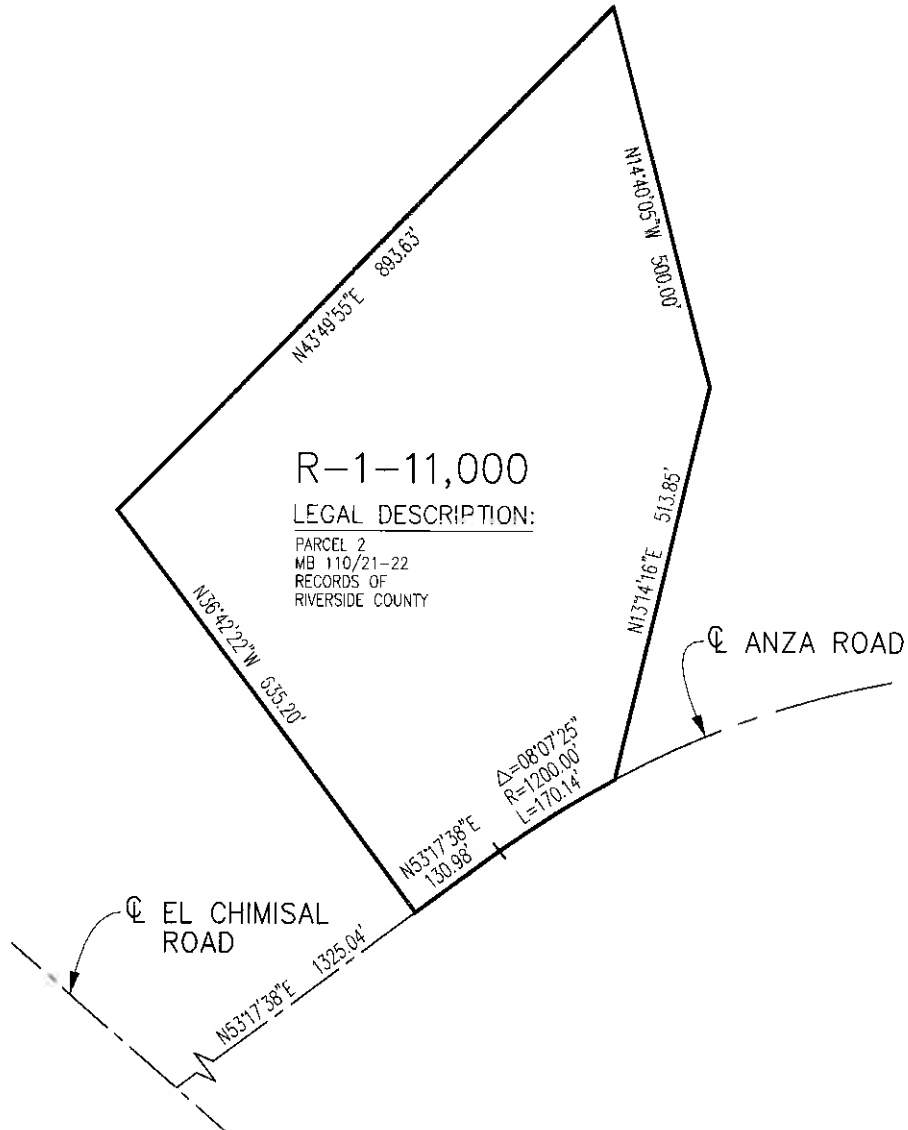 N14°40'05"W 500.00'
N43°49'55"E 893.63'
R-1-11,000
LEGAL DESCRIPTION:
PARCEL 2
MB 110/21-22
RECORDS OF
RIVERSIDE COUNTY
N13°14'16"E 513.85'
N36°42'22"W 635.20'
℄ ANZA ROAD
Δ=08°07'25"
R=1200.00'
L=170.14'
N53°17'38"E
130.98'
℄ EL CHIMISAL
ROAD
N53°17'38"E 1325.04'